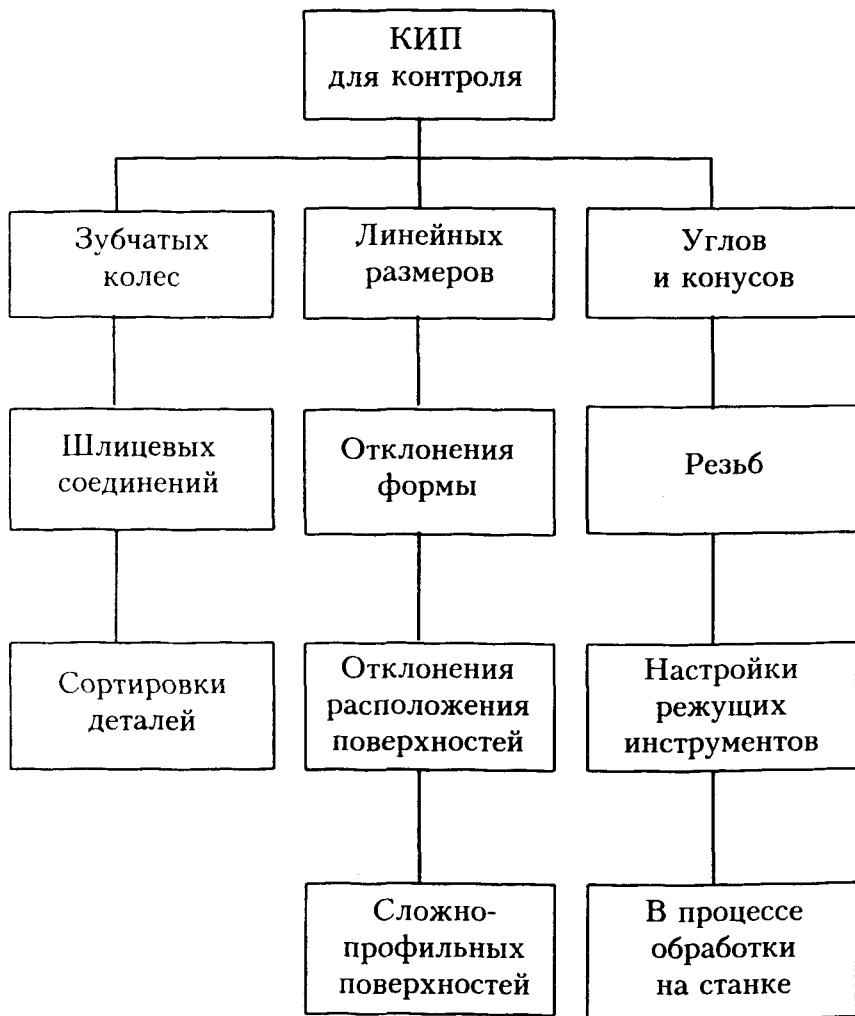 КИП
для контроля
Зубчатых
колес
Линейных
размеров
Углов
и конусов
Шлицевых
соединений
Отклонения
формы
Резьб
Сортировки
деталей
Отклонения
расположения
поверхностей
Настройки
режущих
инструментов
Сложно-
профильных
поверхностей
В процессе
обработки
на станке